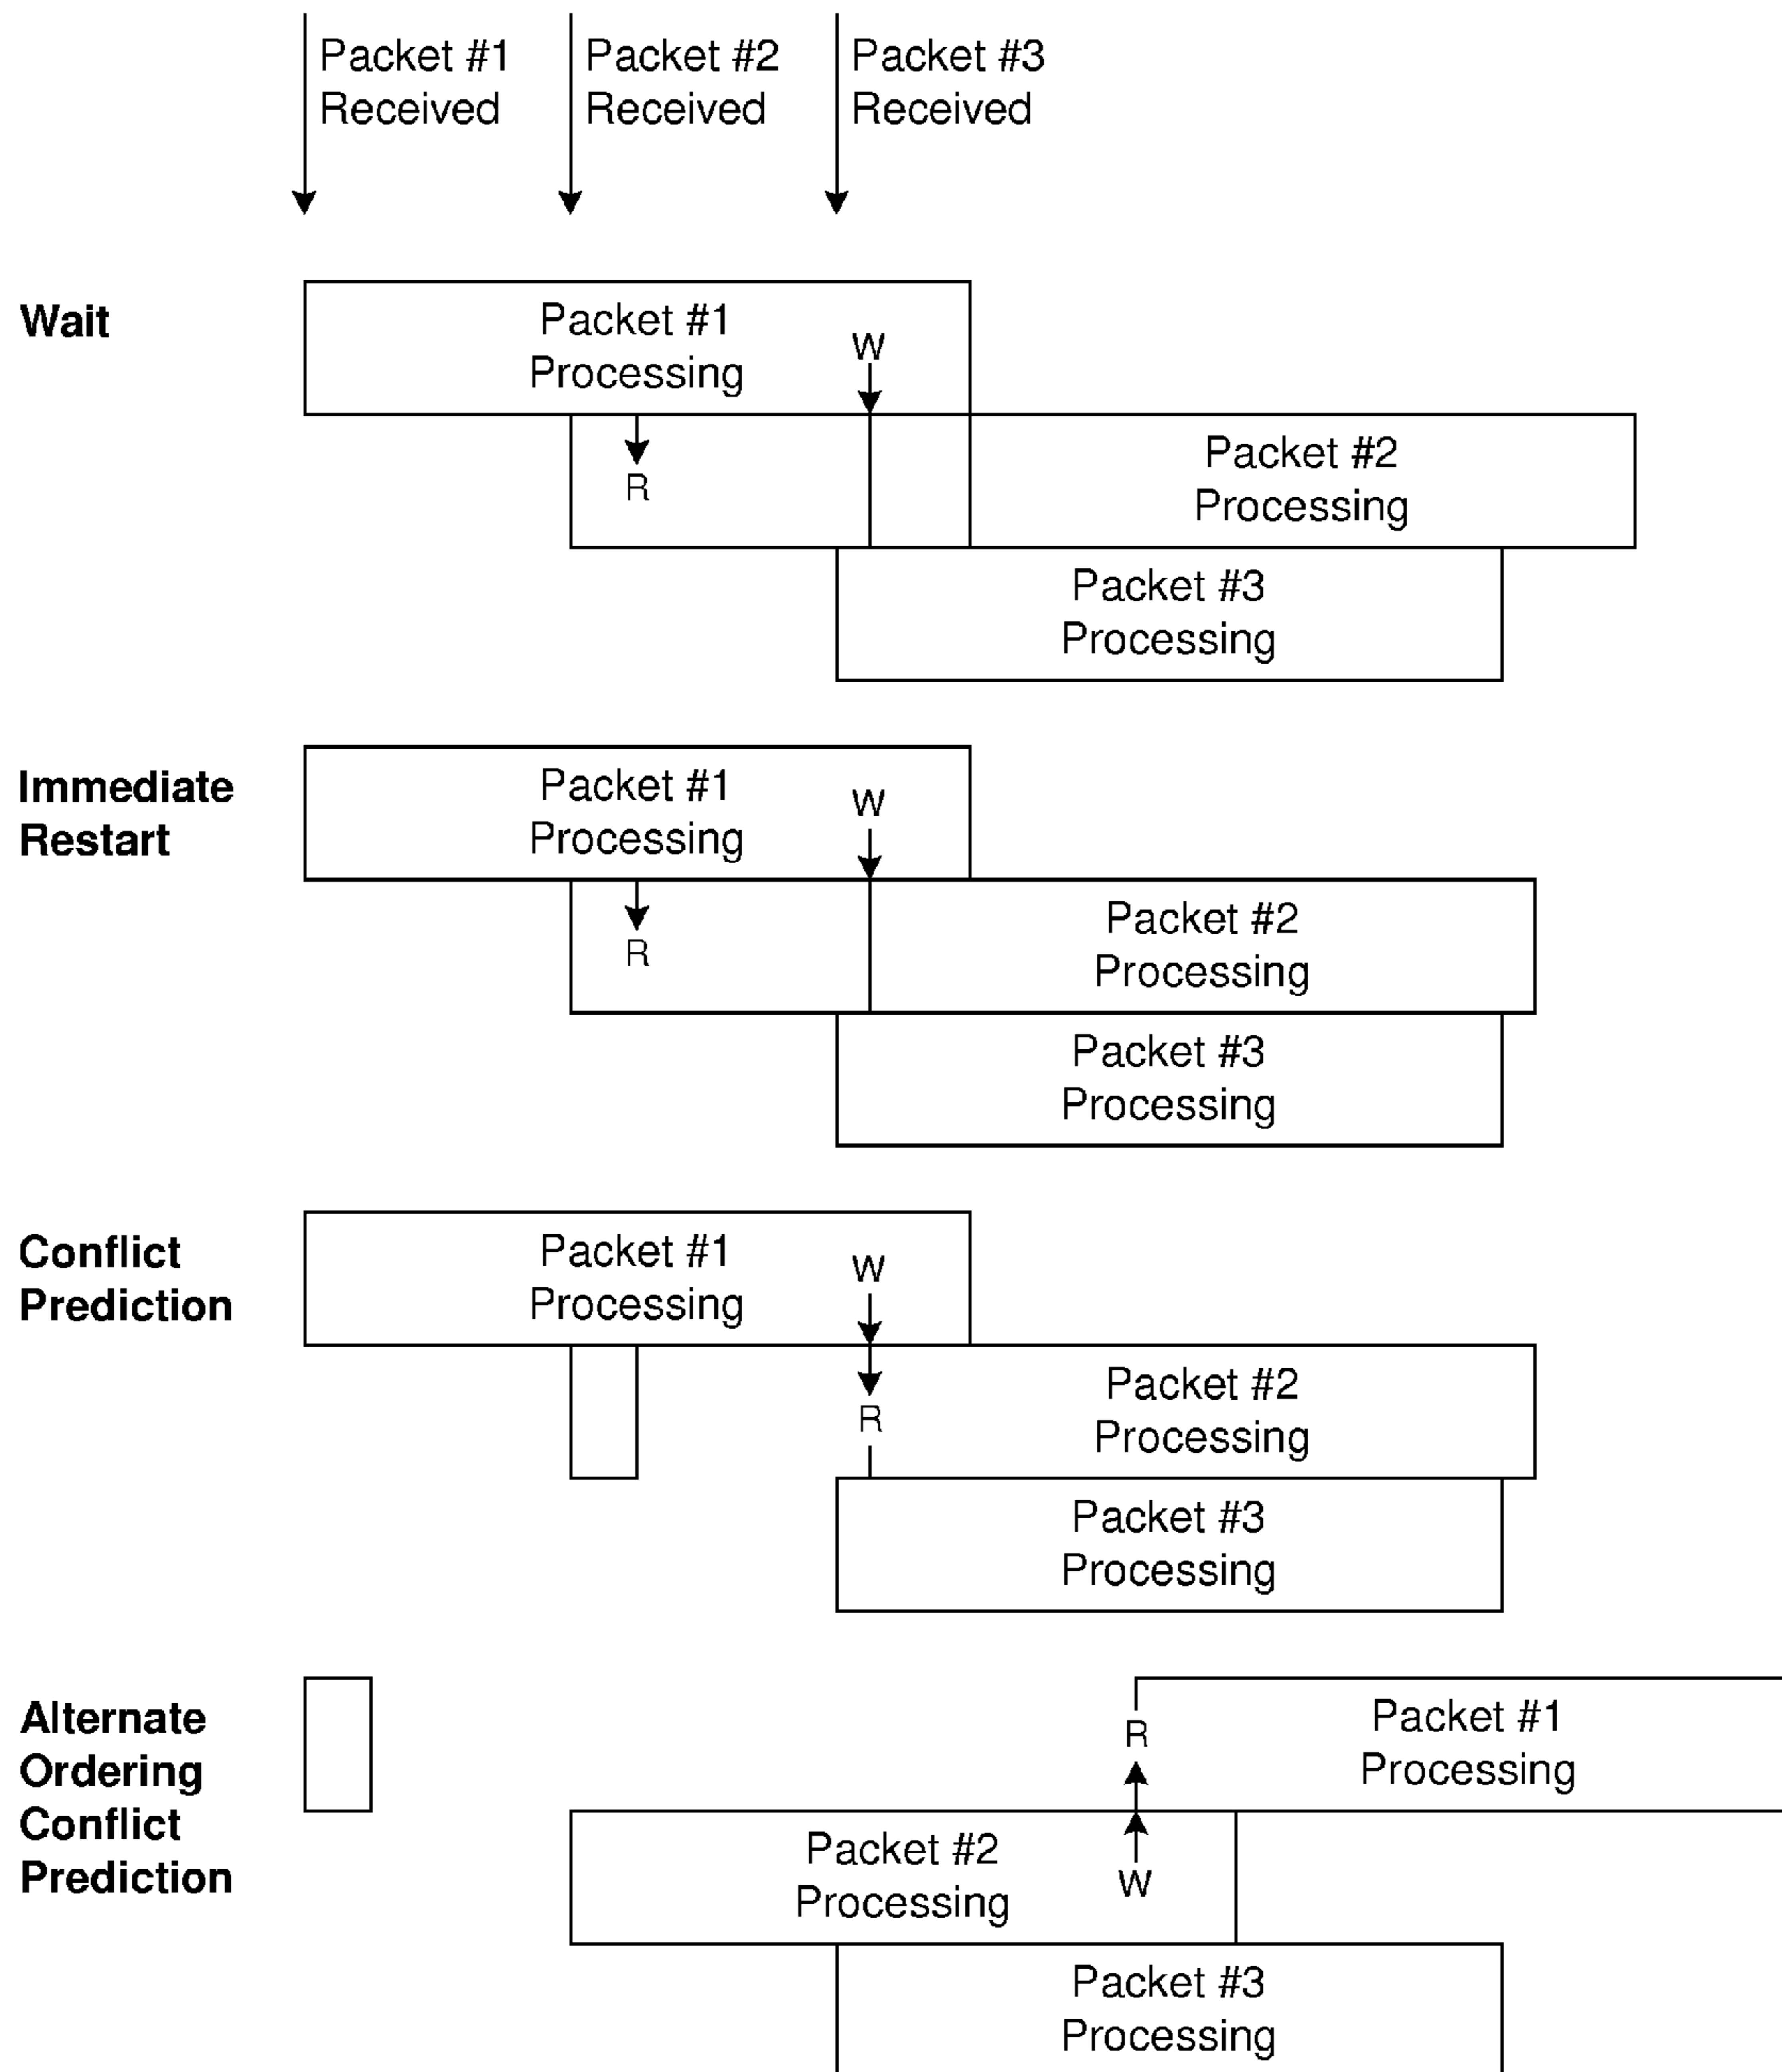 Packet #1
Received
Packet #2
Received
Packet #3
Received
Wait
Packet #1
Processing
W
R
Packet #2
Processing
Packet #3
Processing
Immediate
Restart
Packet #1
Processing
W
R
Packet #2
Processing
Packet #3
Processing
Conflict
Prediction
Packet #1
Processing
W
R
Packet #2
Processing
Packet #3
Processing
Alternate
Ordering
Conflict
Prediction
R
Packet #1
Processing
Packet #2
Processing
W
Packet #3
Processing